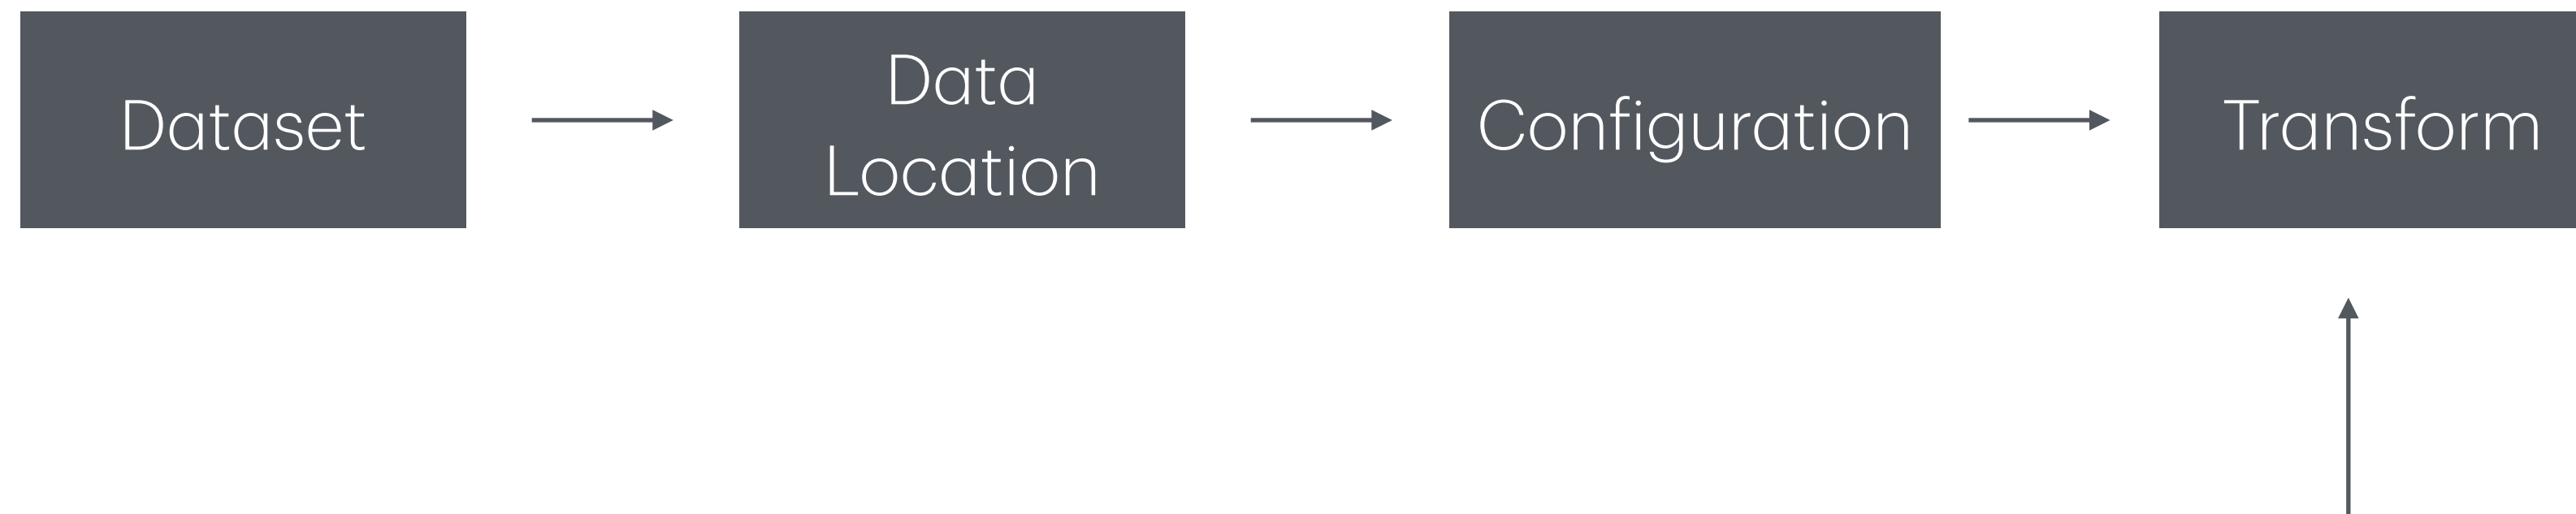 Dataset
Data
Location
Configuration
Transform